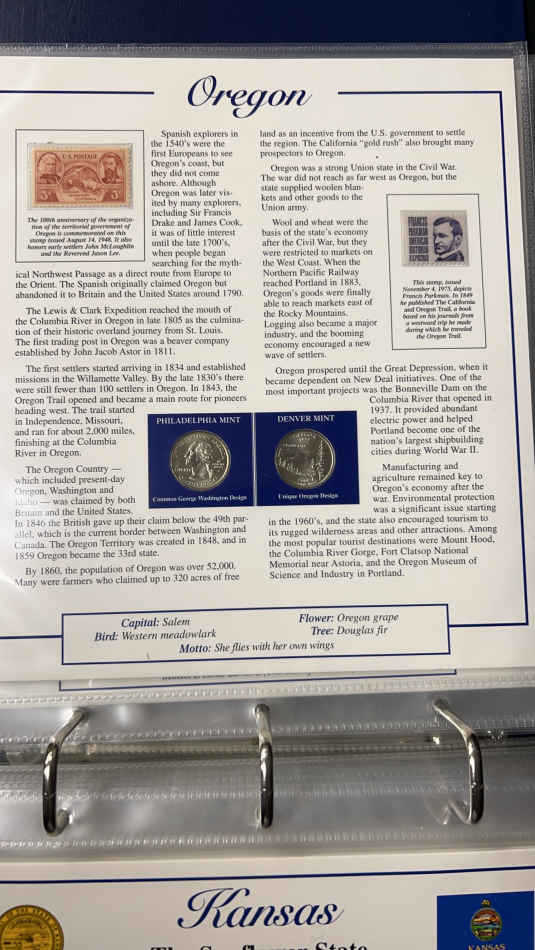 Oregon
U.S. POSTAGE
The 100th anniversary of the organiza-
tion of the territorial government of
Oregon is commemorated on this
stamp issued August 14, 1948. It also
honors early settlers John McLoughlin
and the Reverend Jason Lee.
Spanish explorers in
the 1540's were the
first Europeans to see
Oregon's coast, but
they did not come
ashore. Although
Oregon was later vis-
ited by many explorers,
including Sir Francis
Drake and James Cook,
it was of little interest
until the late 1700's,
when people began
searching for the myth-
ical Northwest Passage as a direct route from Europe to
the Orient. The Spanish originally claimed Oregon but
abandoned it to Britain and the United States around 1790.
The Lewis & Clark Expedition reached the mouth of
the Columbia River in Oregon in late 1805 as the culmina-
tion of their historic overland journey from St. Louis.
The first trading post in Oregon was a beaver company
established by John Jacob Astor in 1811.
The first settlers started arriving in 1834 and established
missions in the Willamette Valley. By the late 1830's there
were still fewer than 100 settlers in Oregon. In 1843, the
Oregon Trail opened and became a main route for pioneers
heading west. The trail started
in Independence, Missouri,
and ran for about 2,000 miles,
finishing at the Columbia
River in Oregon.
The Oregon Country —
which included present-day
Oregon, Washington and
Idaho — was claimed by both
Britain and the United States.
In 1846 the British gave up their claim below the 49th par-
allel, which is the current border between Washington and
Canada. The Oregon Territory was created in 1848, and in
1859 Oregon became the 33rd state.
By 1860, the population of Oregon was over 52,000.
Many were farmers who claimed up to 320 acres of free
PHILADELPHIA MINT
Common George Washington Design
DENVER MINT
Unique Oregon Design
land as an incentive from the U.S. government to settle
the region. The California "gold rush" also brought many
prospectors to Oregon.
Oregon was a strong Union state in the Civil War.
The war did not reach as far west as Oregon, but the
state supplied woolen blan-
kets and other goods to the
Union army.
Wool and wheat were the
basis of the state's economy
after the Civil War, but they
were restricted to markets on
the West Coast. When the
Northern Pacific Railway
reached Portland in 1883,
Oregon's goods were finally
able to reach markets east of
the Rocky Mountains.
Logging also became a major
industry, and the booming
economy encouraged a new
wave of settlers.
FRANCIS
PARKMAN
AMERICAN
HISTORIAN
EXPLORER
This stamp, issued
November 4, 1975, depicts
Francis Parkman. In 1849
he published The California
and Oregon Trail, a book
based on his journals from
a westward trip he made
during which he traveled
the Oregon Trail.
Oregon prospered until the Great Depression, when it
became dependent on New Deal initiatives. One of the
most important projects was the Bonneville Dam on the
Columbia River that opened in
1937. It provided abundant
electric power and helped
Portland become one of the
nation's largest shipbuilding
cities during World War II.
Manufacturing and
agriculture remained key to
Oregon's economy after the
war. Environmental protection
was a significant issue starting
in the 1960's, and the state also encouraged tourism to
its rugged wilderness areas and other attractions. Among
the most popular tourist destinations were Mount Hood,
the Columbia River Gorge, Fort Clatsop National
Memorial near Astoria, and the Oregon Museum of
Science and Industry in Portland.
Capital: Salem
Flower: Oregon grape
Bird: Western meadowlark
Tree: Douglas fir
Motto: She flies with her own wings
Kansas
The Sunflower State
KANSAS